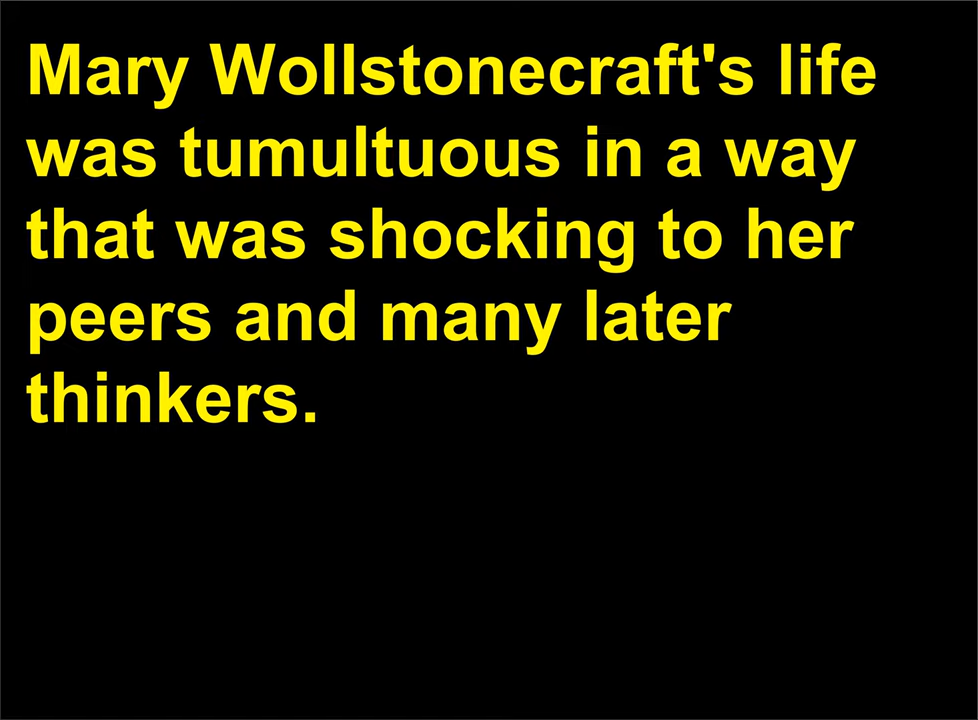 Mary Wollstonecraft's life
was tumultuous in a way
that was shocking to her
peers and many later
thinkers.